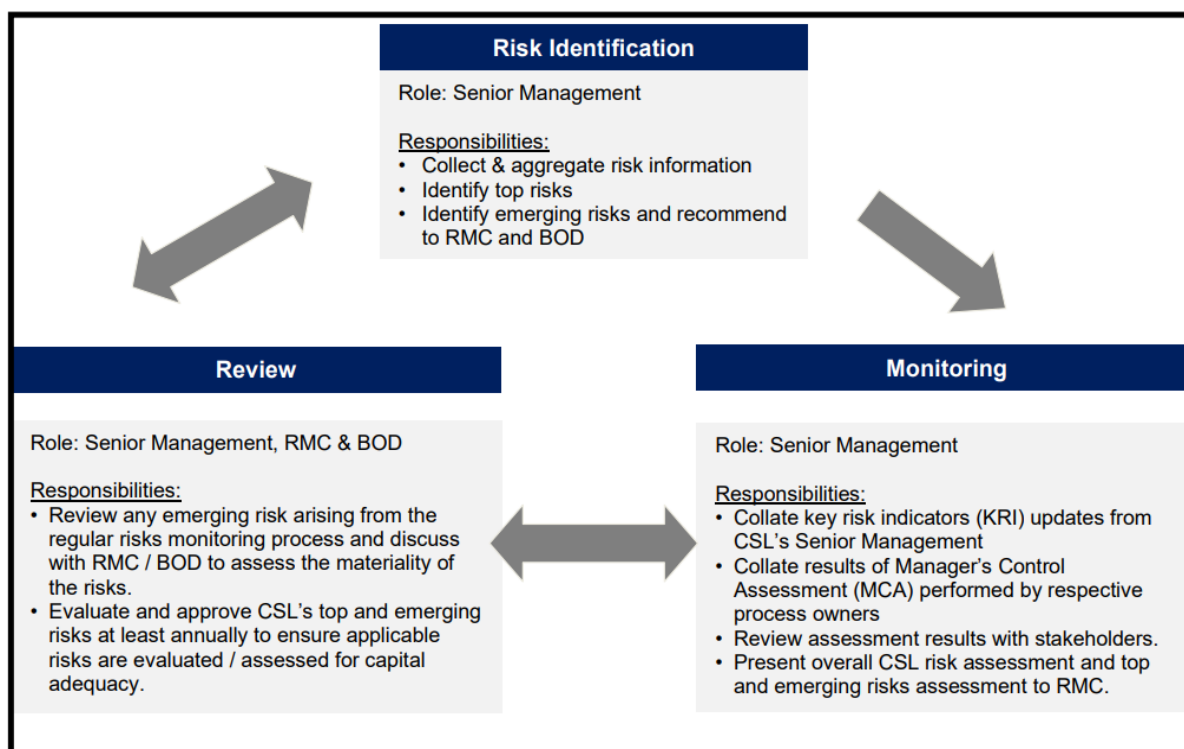 Risk Identification
Role: Senior Management
Responsibilities:
• Collect & aggregate risk information
• Identify top risks
• Identify emerging risks and recommend
to RMC and BOD
Review
Role: Senior Management, RMC & BOD
Responsibilities:
• Review any emerging risk arising from the
regular risks monitoring process and discuss
with RMC / BOD to assess the materiality of
the risks.
• Evaluate and approve CSL’s top and emerging
risks at least annually to ensure applicable
risks are evaluated / assessed for capital
adequacy.
Monitoring
Role: Senior Management
Responsibilities:
• Collate key risk indicators (KRI) updates from
CSL’s Senior Management
• Collate results of Manager’s Control
Assessment (MCA) performed by respective
process owners
• Review assessment results with stakeholders.
• Present overall CSL risk assessment and top
and emerging risks assessment to RMC.